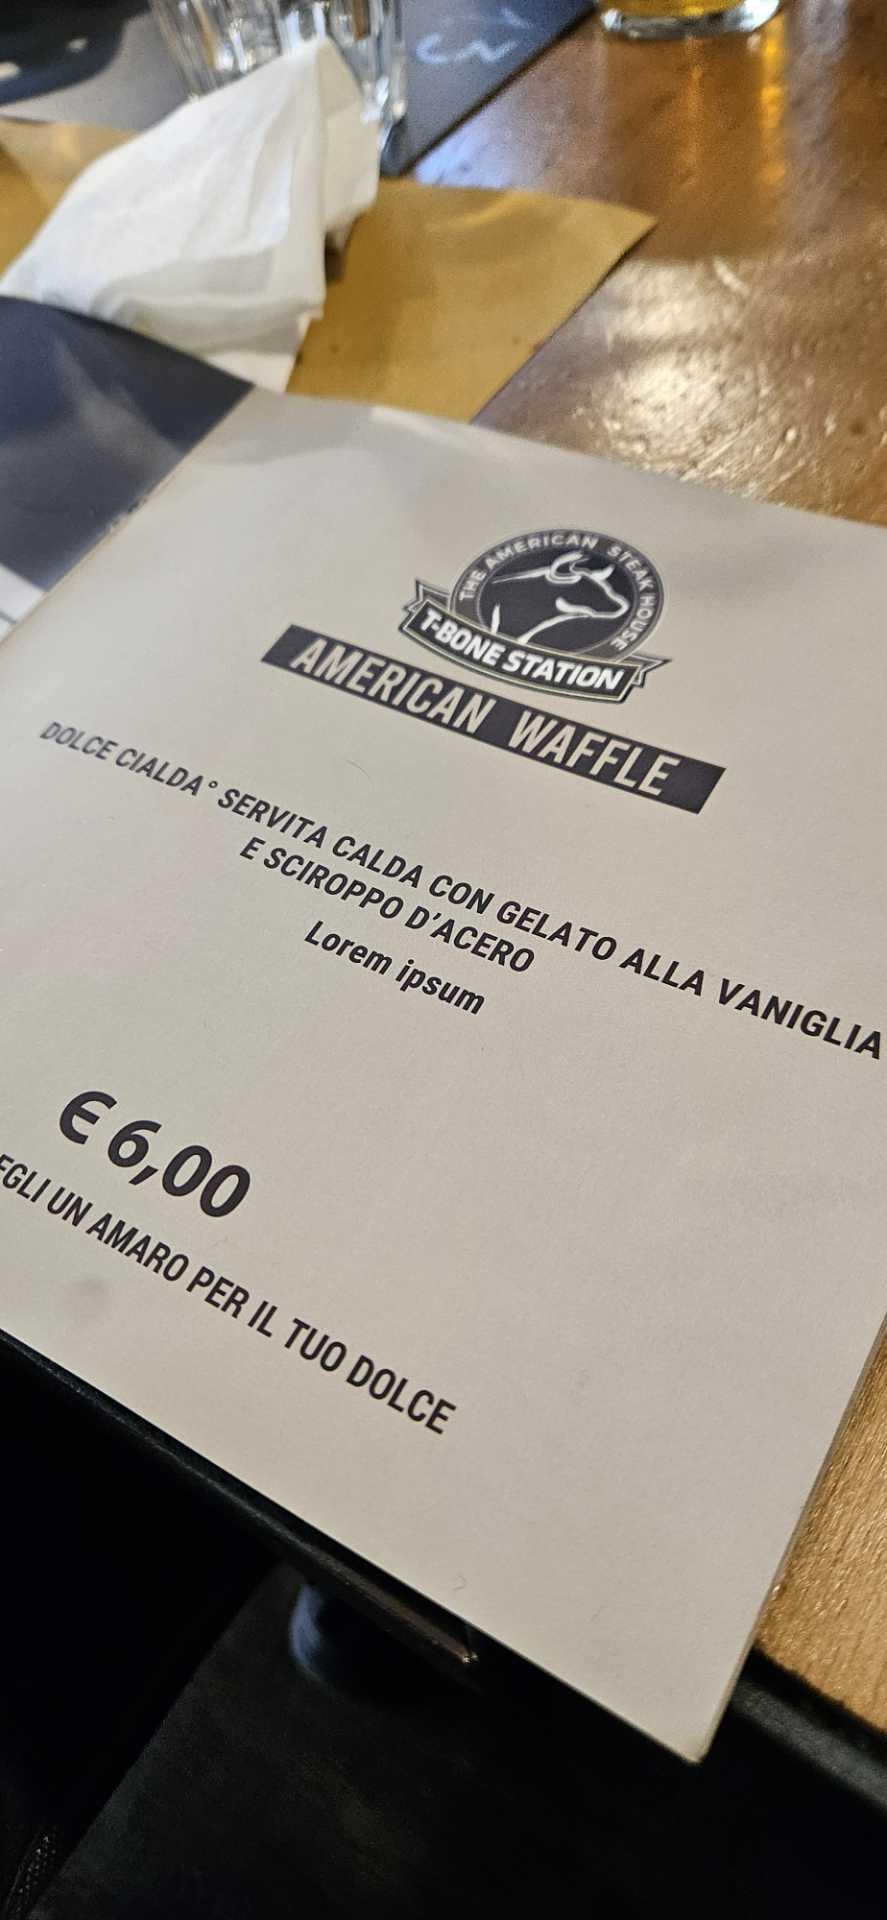 THE AMERICAN STEAK HOUSE
T-BONE STATION
AMERICAN WAFFLE
DOLCE CIALDA° SERVITA CALDA CON GELATO ALLA VANIGLIA
E SCIROPPO D'ACERO
Lorem ipsum
€ 6,00
EGLI UN AMARO PER IL TUO DOLCE